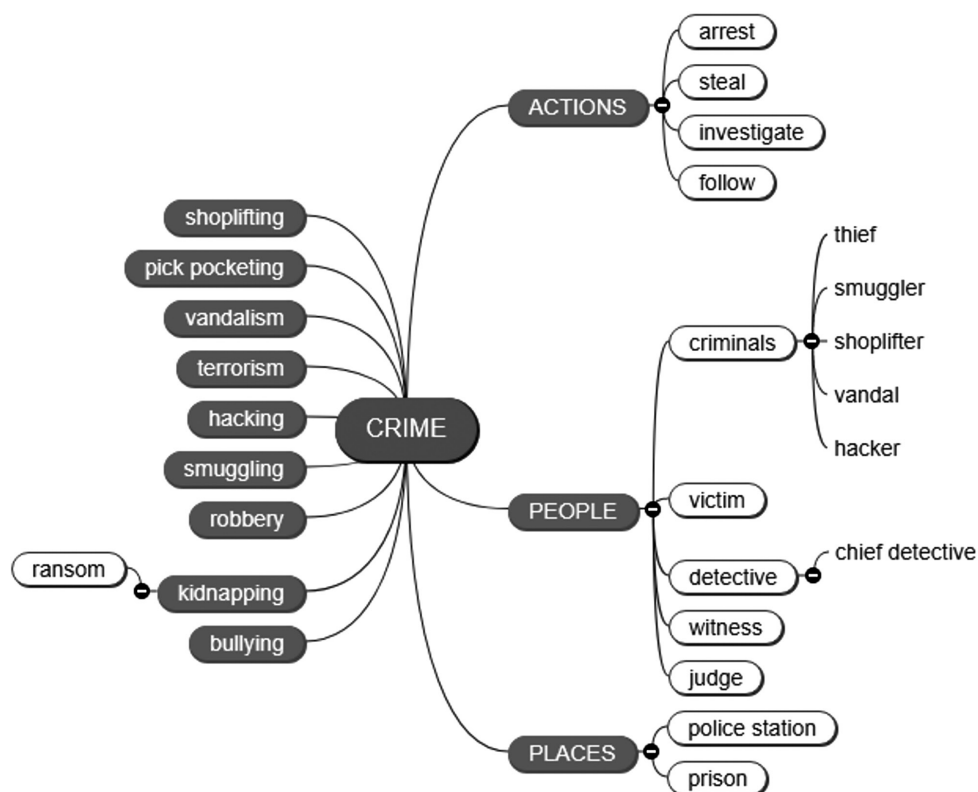 CRIME
shoplifting
pick pocketing
vandalism
terrorism
hacking
smuggling
robbery
kidnapping
ransom
bullying
ACTIONS
arrest
steal
investigate
follow
PEOPLE
criminals
thief
smuggler
shoplifter
vandal
hacker
victim
detective
chief detective
witness
judge
PLACES
police station
prison